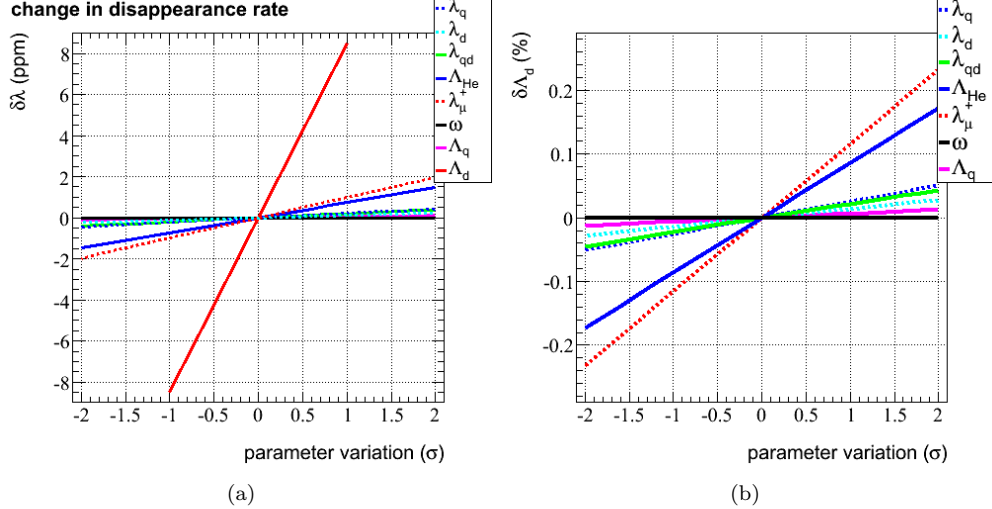 change in disappearance rate
δλ (ppm)
8
6
4
2
0
-2
-4
-6
-8
-2 -1.5 -1 -0.5 0 0.5 1 1.5 2
parameter variation (σ)
λq
λd
λqd
ΛHe
λμ+
ω
Λq
Λd
(a)
δΛd (%)
0.2
0.1
0
-0.1
-0.2
-2 -1.5 -1 -0.5 0 0.5 1 1.5 2
parameter variation (σ)
λq
λd
λqd
ΛHe
λμ+
ω
Λq
(b)